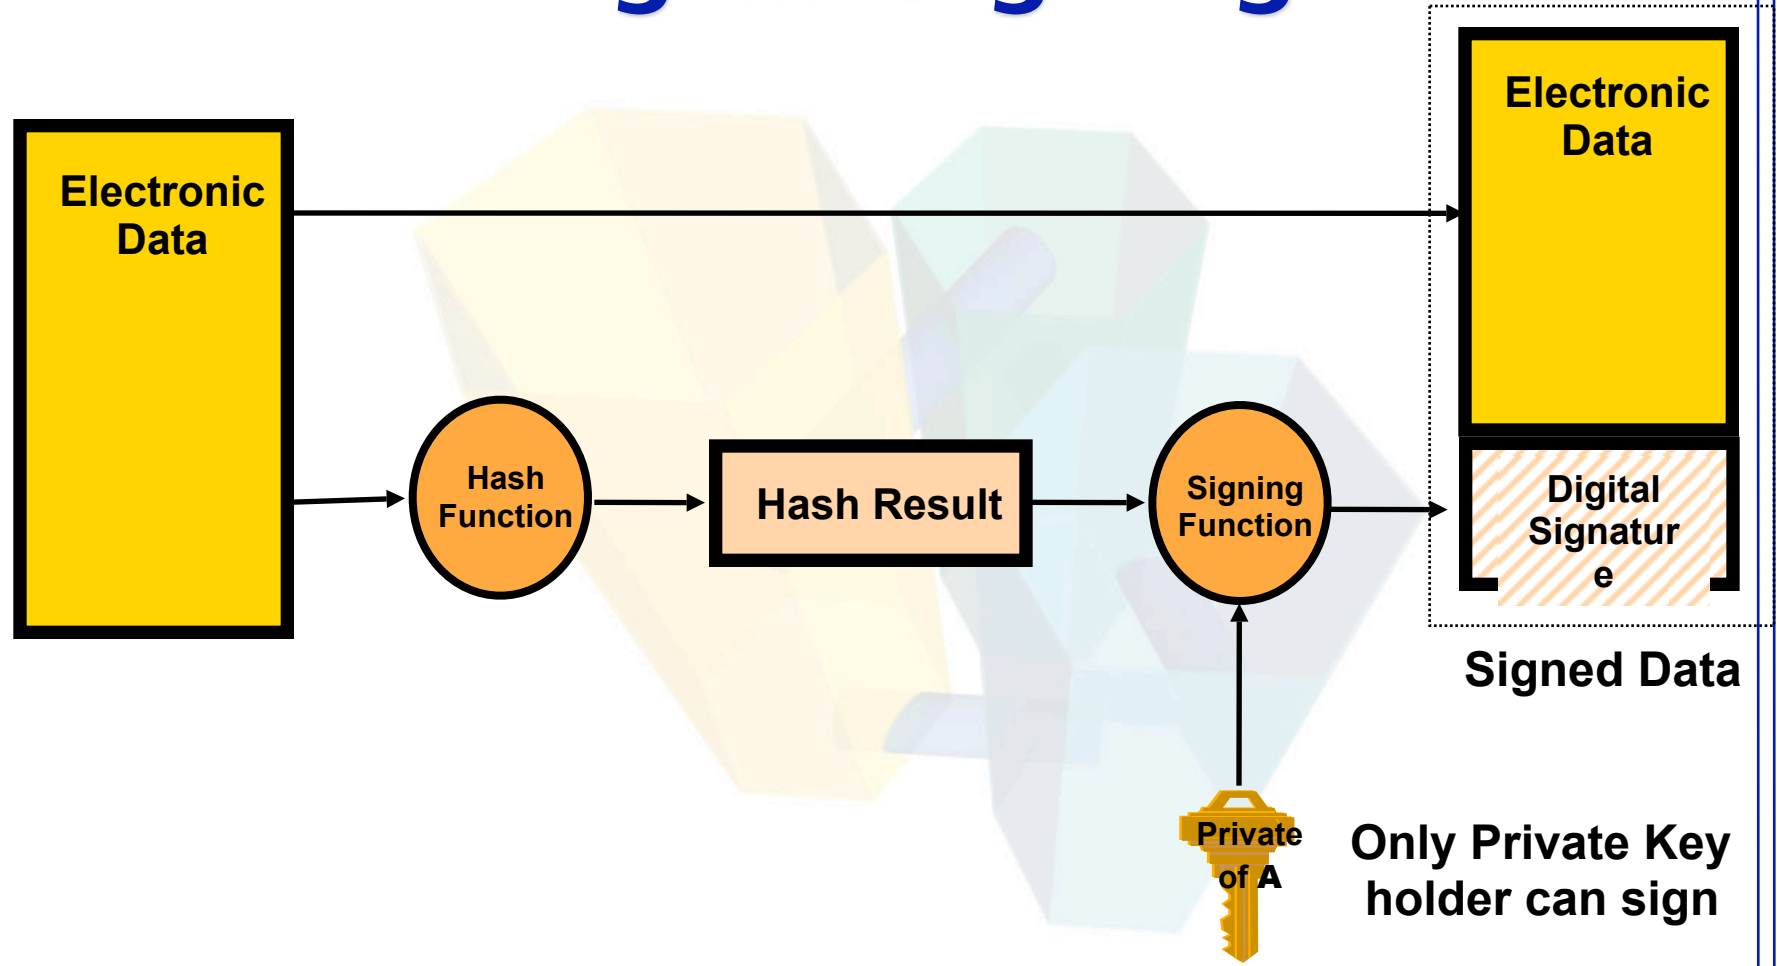 Electronic
Data
Electronic
Data
Hash
Function
Hash Result
Signing
Function
Digital
Signatur
e
Signed Data
Private
of A
Only Private Key
holder can sign